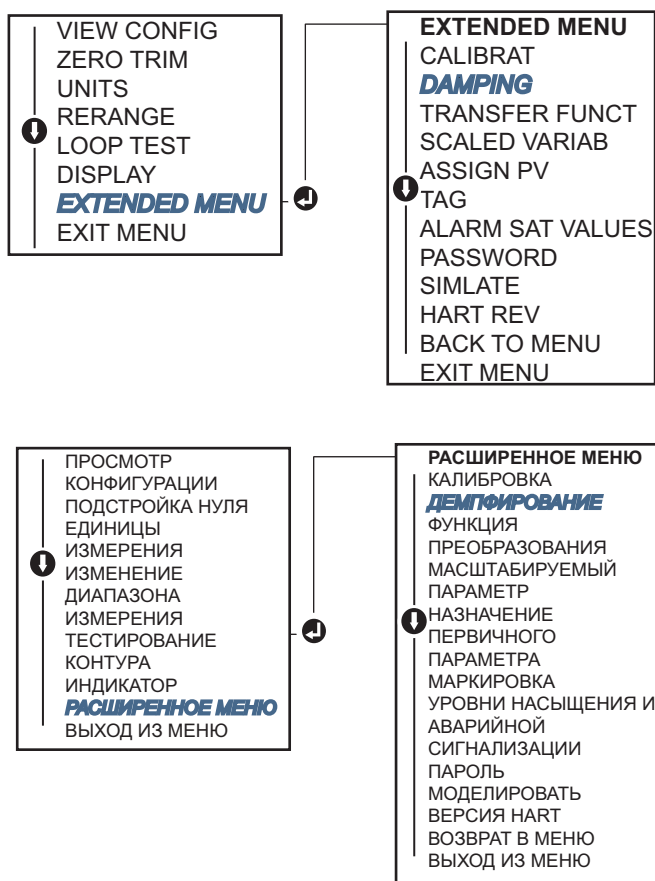 VIEW CONFIG
ZERO TRIM
UNITS
RERANGE
LOOP TEST
DISPLAY
EXTENDED MENU
EXIT MENU
EXTENDED MENU
CALIBRAT
DAMPING
TRANSFER FUNCT
SCALED VARIAB
ASSIGN PV
TAG
ALARM SAT VALUES
PASSWORD
SIMLATE
HART REV
BACK TO MENU
EXIT MENU
ПРОСМОТР
КОНФИГУРАЦИИ
ПОДСТРОЙКА НУЛЯ
ЕДИНИЦЫ
ИЗМЕРЕНИЯ
ИЗМЕНЕНИЕ
ДИАПАЗОНА
ИЗМЕРЕНИЯ
ТЕСТИРОВАНИЕ
КОНТУРА
ИНДИКАТОР
РАСШИРЕННОЕ МЕНЮ
ВЫХОД ИЗ МЕНЮ
РАСШИРЕННОЕ МЕНЮ
КАЛИБРОВКА
ДЕМПФИРОВАНИЕ
ФУНКЦИЯ
ПРЕОБРАЗОВАНИЯ
МАСШТАБИРУЕМЫЙ
ПАРАМЕТР
НАЗНАЧЕНИЕ
ПЕРВИЧНОГО
ПАРАМЕТРА
МАРКИРОВКА
УРОВНИ НАСЫЩЕНИЯ И
АВАРИЙНОЙ
СИГНАЛИЗАЦИИ
ПАРОЛЬ
МОДЕЛИРОВАТЬ
ВЕРСИЯ HART
ВОЗВРАТ В МЕНЮ
ВЫХОД ИЗ МЕНЮ